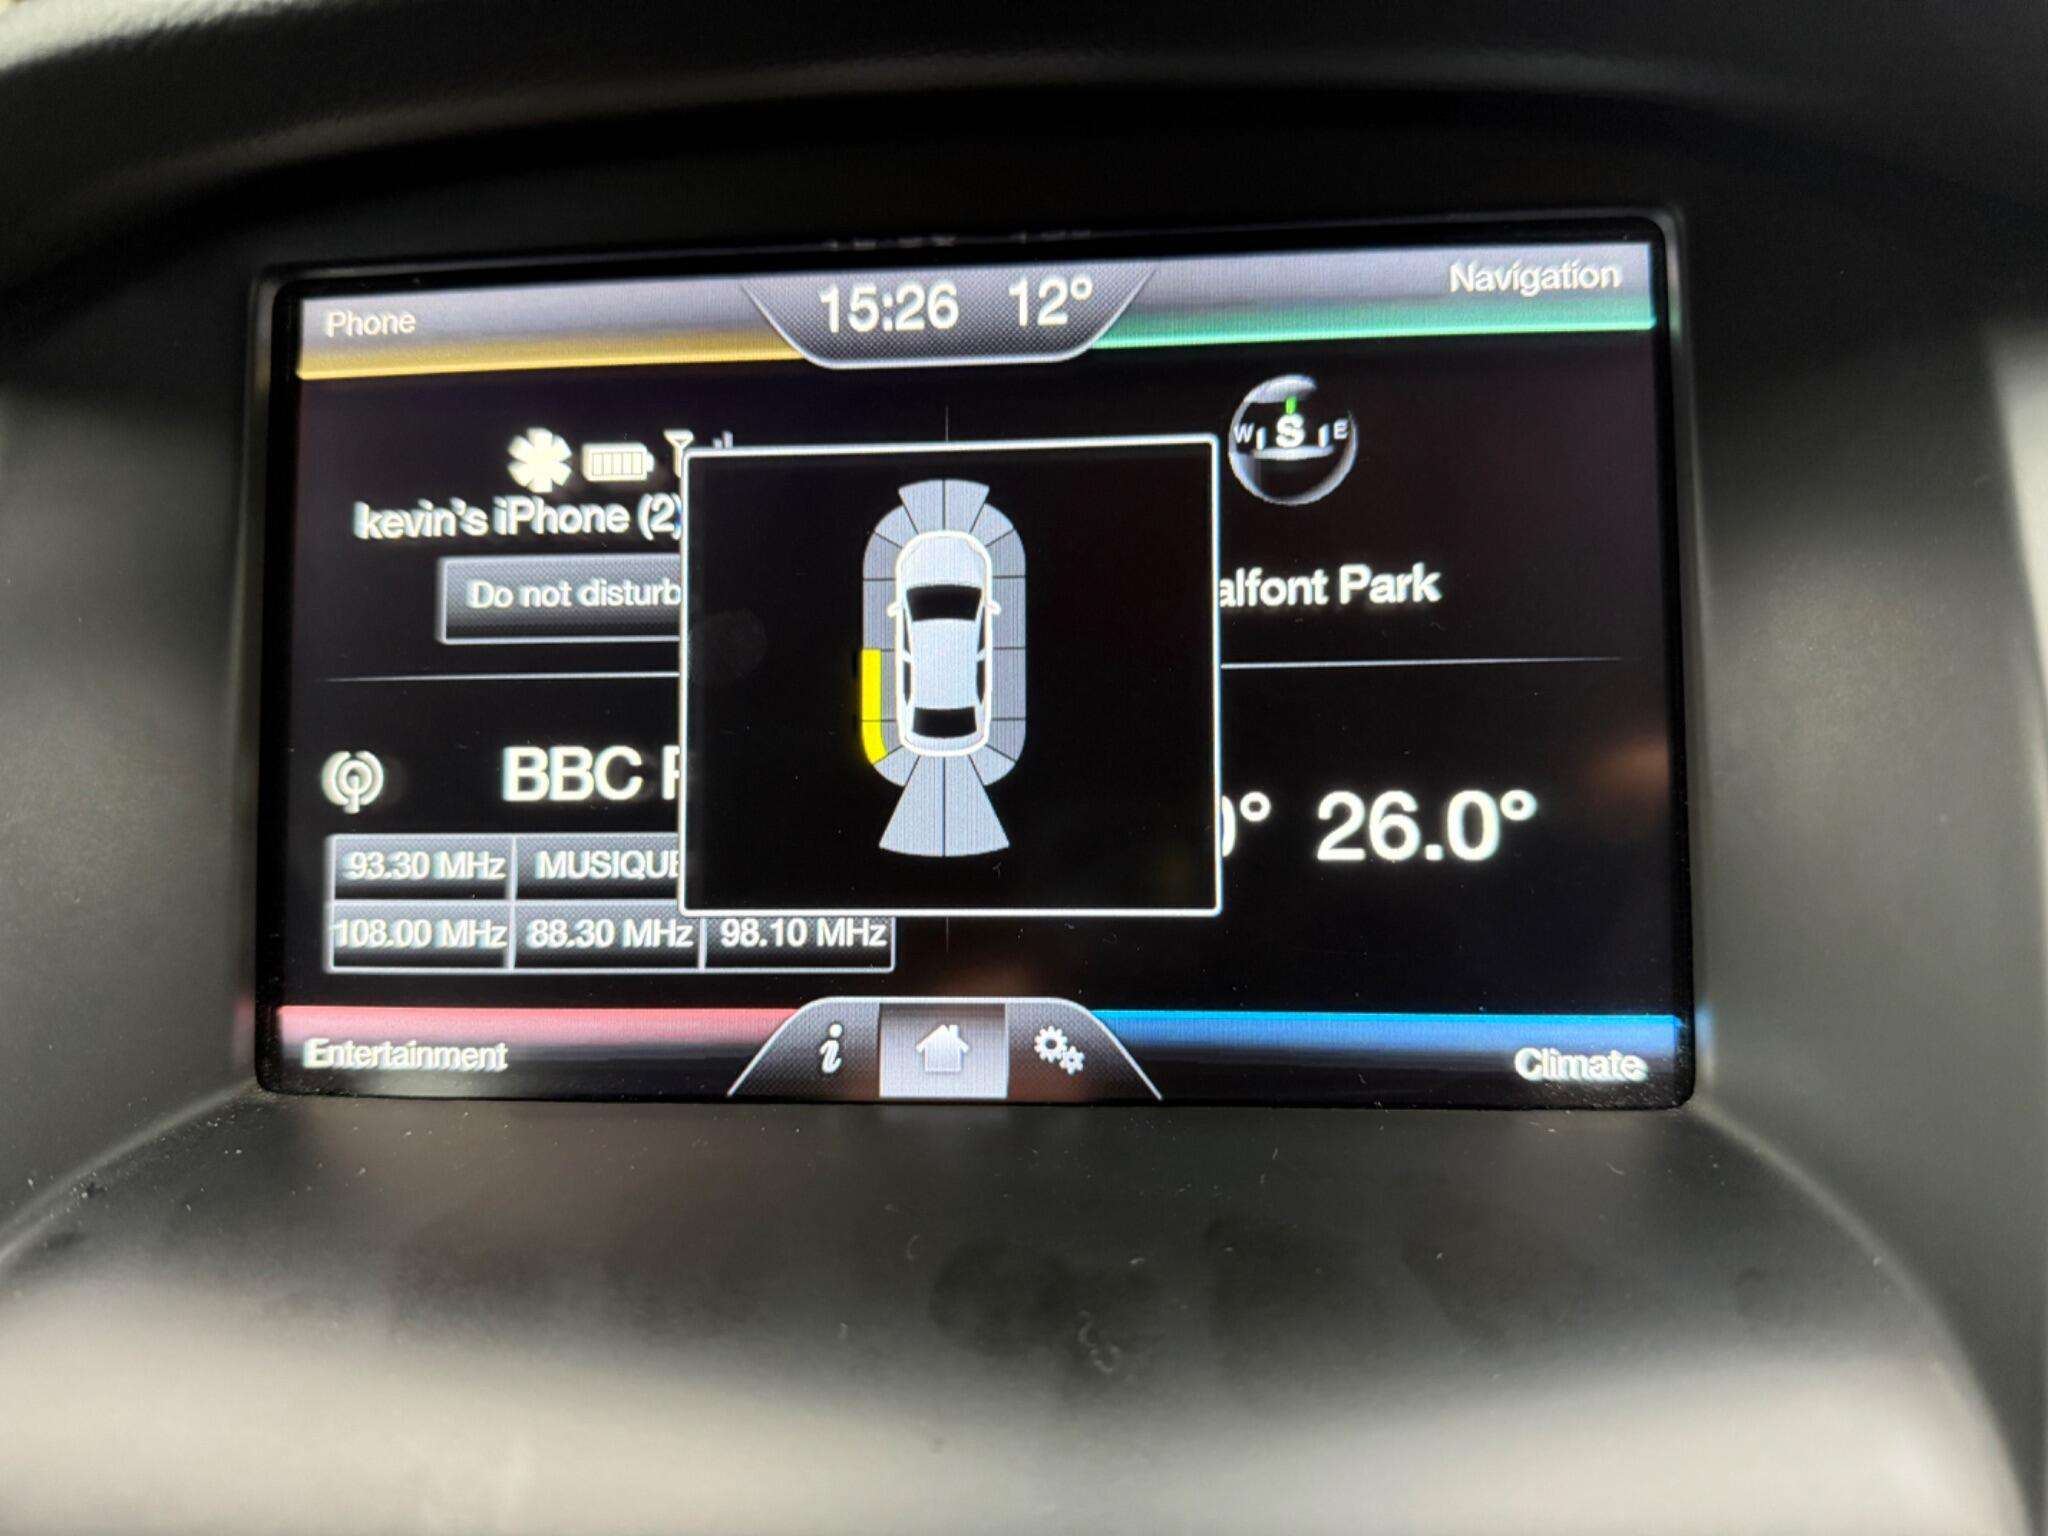 Phone
15:26 12°
Navigation
W S E
kevin's iPhone (2)
Do not disturb
alfont Park
BBC
26.0°
93.30 MHz MUSIQUE
108.00 MHz 88.30 MHz 98.10 MHz
Entertainment
i
Climate